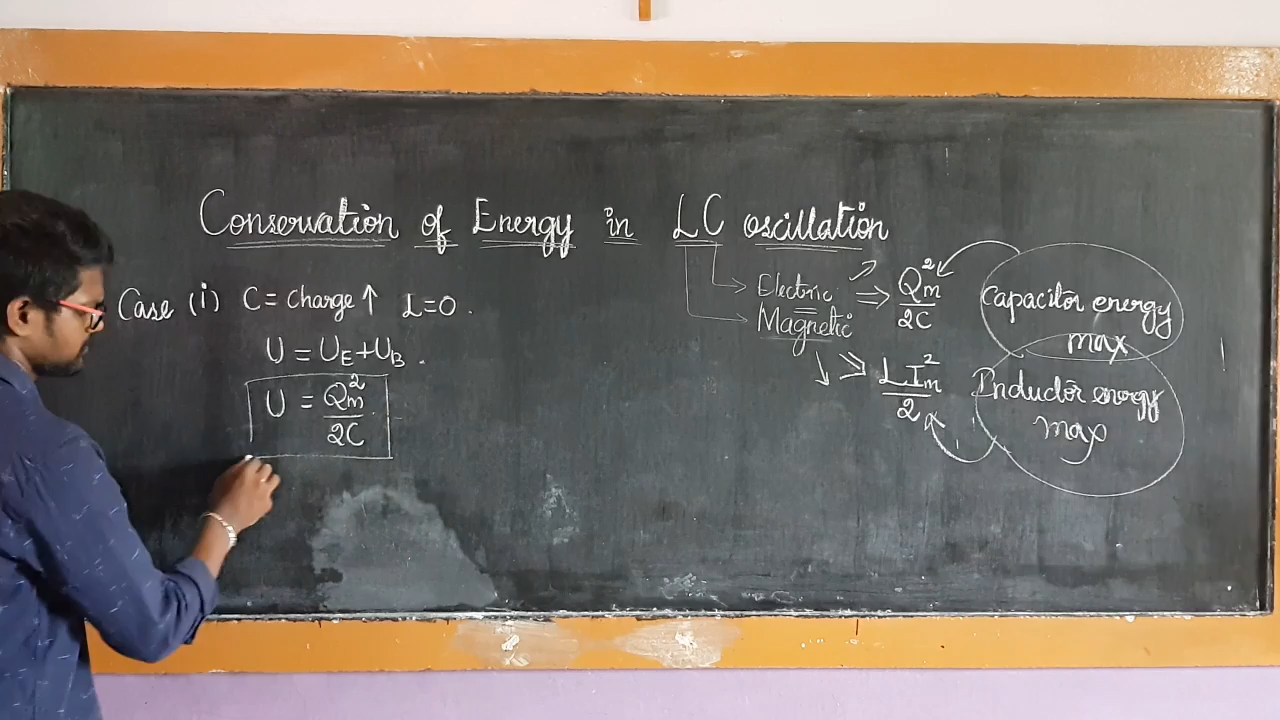 Conservation of Energy in LC oscillation
Case (i) C = charge ↑ L=0.
U = U_E + U_B.
U = Q_m^2 / 2C
Electric ⇒ Q_m^2 / 2C
Magnetic
⇒ L I_m^2 / 2
Capacitor energy
max
Inductor energy
max